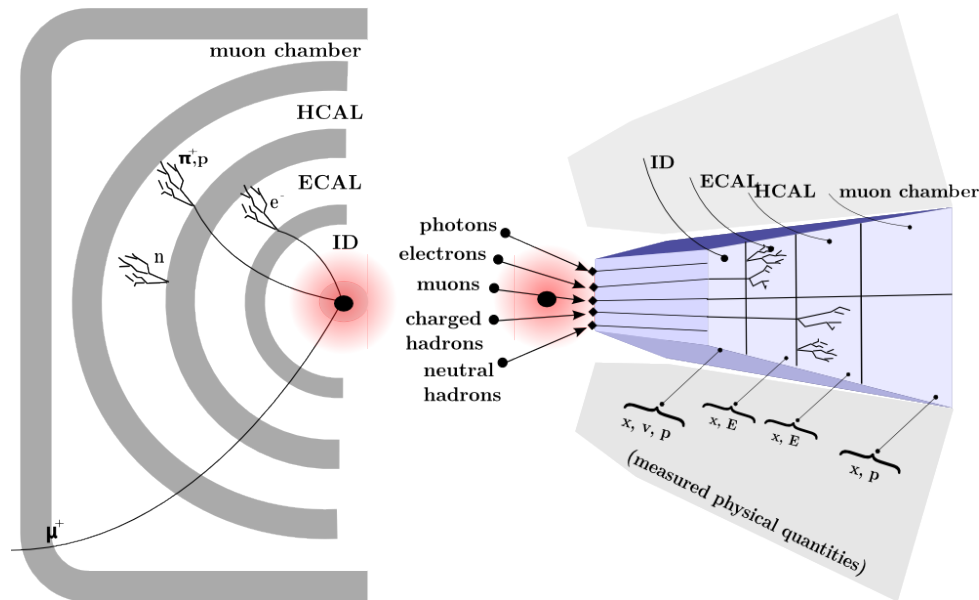 muon chamber
HCAL
π⁺,p
ECAL
e⁻
n
ID
μ⁺
photons
electrons
muons
charged
hadrons
neutral
hadrons
ID
ECAL
HCAL
muon chamber
x, v, p
x, E
x, E
x, p
(measured physical quantities)